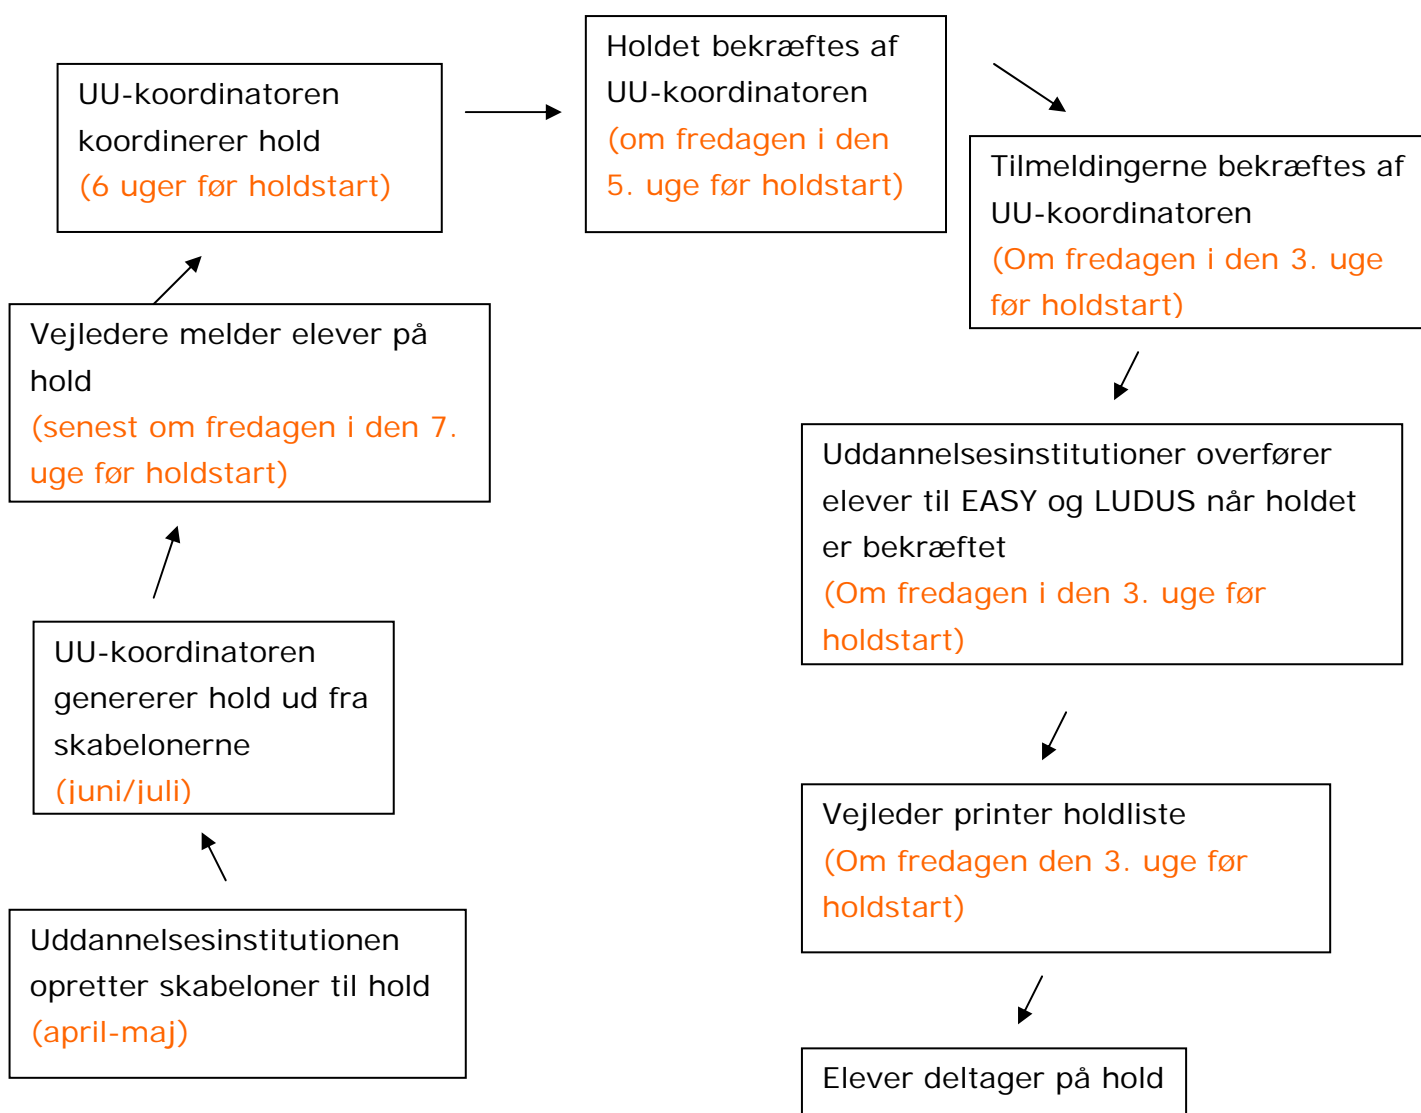 Holdet bekræftes af
UU-koordinatoren
(om fredagen i den
5. uge før holdstart)
UU-koordinatoren
koordinerer hold
(6 uger før holdstart)
Tilmeldingerne bekræftes af
UU-koordinatoren
(Om fredagen i den 3. uge
før holdstart)
Vejledere melder elever på
hold
(senest om fredagen i den 7.
uge før holdstart)
Uddannelsesinstitutioner overfører
elever til EASY og LUDUS når holdet
er bekræftet
(Om fredagen i den 3. uge før
holdstart)
UU-koordinatoren
genererer hold ud fra
skabelonerne
(juni/juli)
Vejleder printer holdliste
(Om fredagen den 3. uge før
holdstart)
Uddannelsesinstitutionen
opretter skabeloner til hold
(april-maj)
Elever deltager på hold